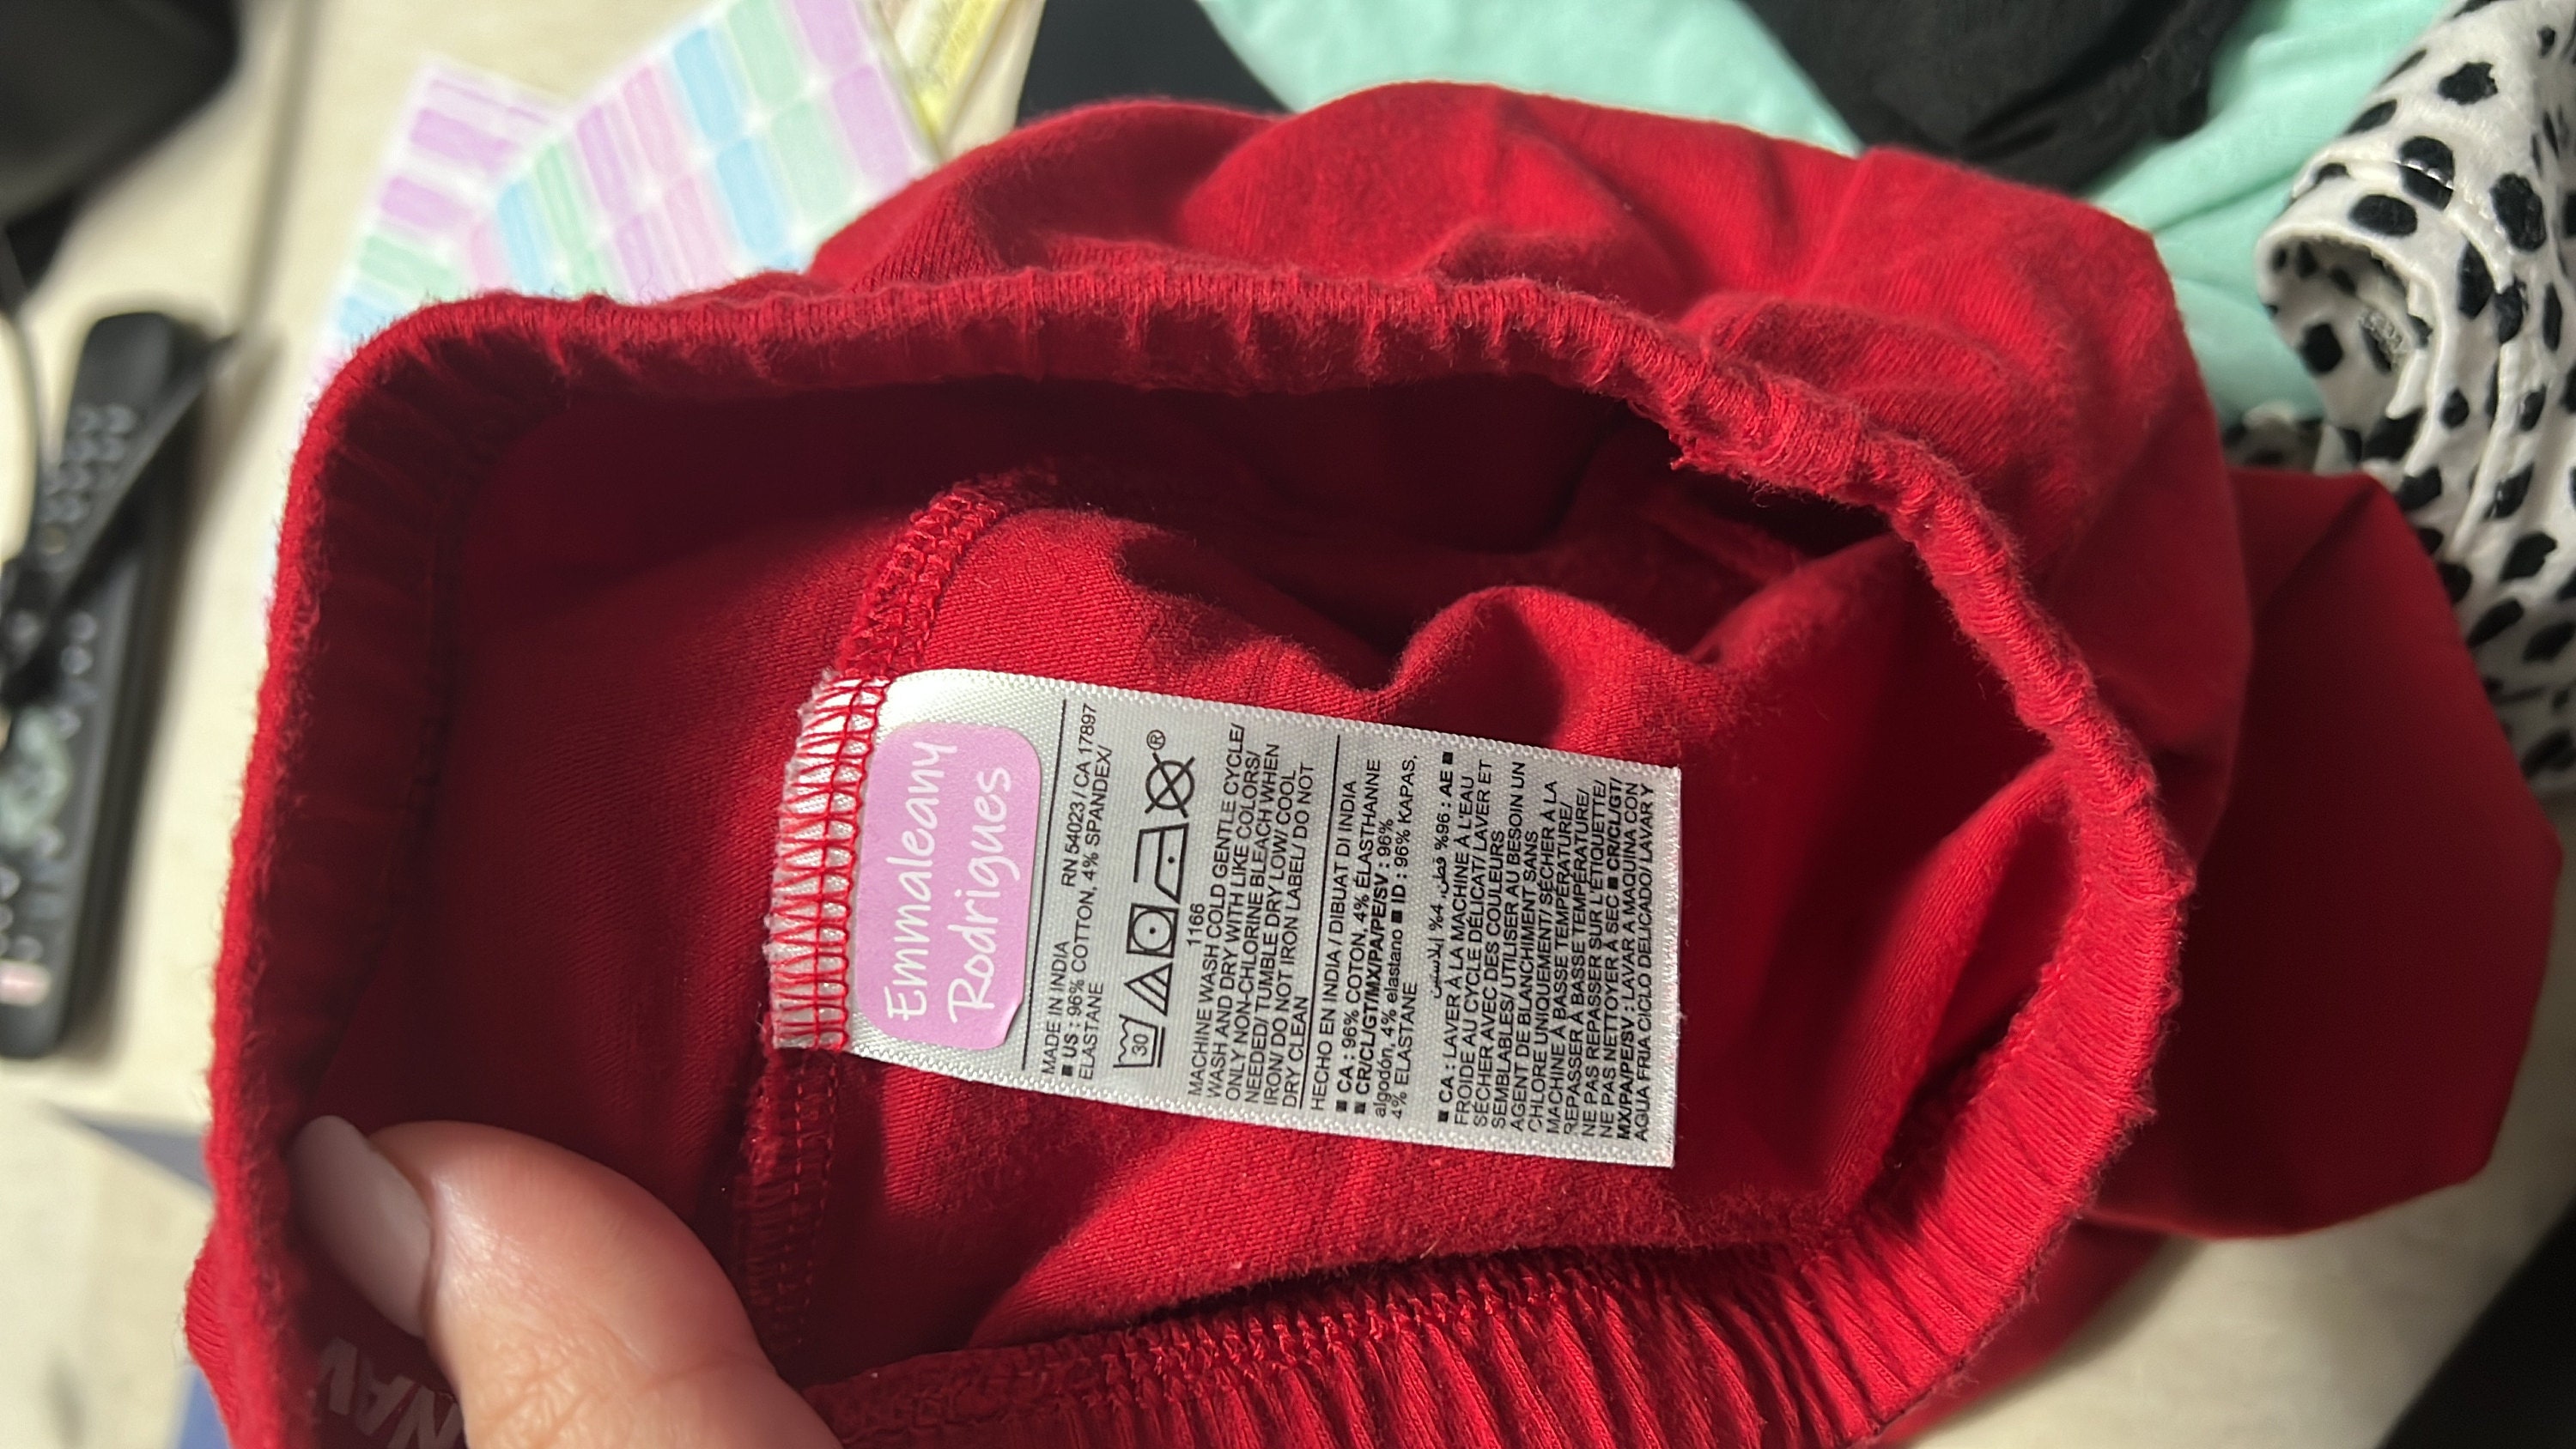 Emmaleany
Rodrigues
MADE IN INDIA RN 54023 / CA 17897
■ US : 96% COTTON, 4% SPANDEX/
ELASTANE
30
®
1166
MACHINE WASH COLD GENTLE CYCLE/
WASH AND DRY WITH LIKE COLORS/
ONLY NON-CHLORINE BLEACH WHEN
NEEDED/ TUMBLE DRY LOW/ COOL
IRON/ DO NOT IRON LABEL/ DO NOT
DRY CLEAN
HECHO EN INDIA / DIBUAT DI INDIA
■ CA : 96% COTON, 4% ÉLASTHANNE
■ CR/CL/GT/MX/PA/PE/SV : 96%
algodón, 4% elastano ■ ID : 96% KAPAS,
4% ELASTANE
■ AE : 96% قطن, 4% إيلاستين
■ CA : LAVER À LA MACHINE À L'EAU
FROIDE AU CYCLE DÉLICAT/ LAVER ET
SÉCHER AVEC DES COULEURS
SEMBLABLES/ UTILISER AU BESOIN UN
AGENT DE BLANCHIMENT SANS
CHLORE UNIQUEMENT/ SÉCHER À LA
MACHINE À BASSE TEMPÉRATURE/
REPASSER À BASSE TEMPÉRATURE/
NE PAS REPASSER SUR L'ÉTIQUETTE/
NE PAS NETTOYER À SEC ■ CR/CL/GT/
MX/PA/PE/SV : LAVAR A MAQUINA CON
AGUA FRIA CICLO DELICADO/ LAVAR Y
NAV